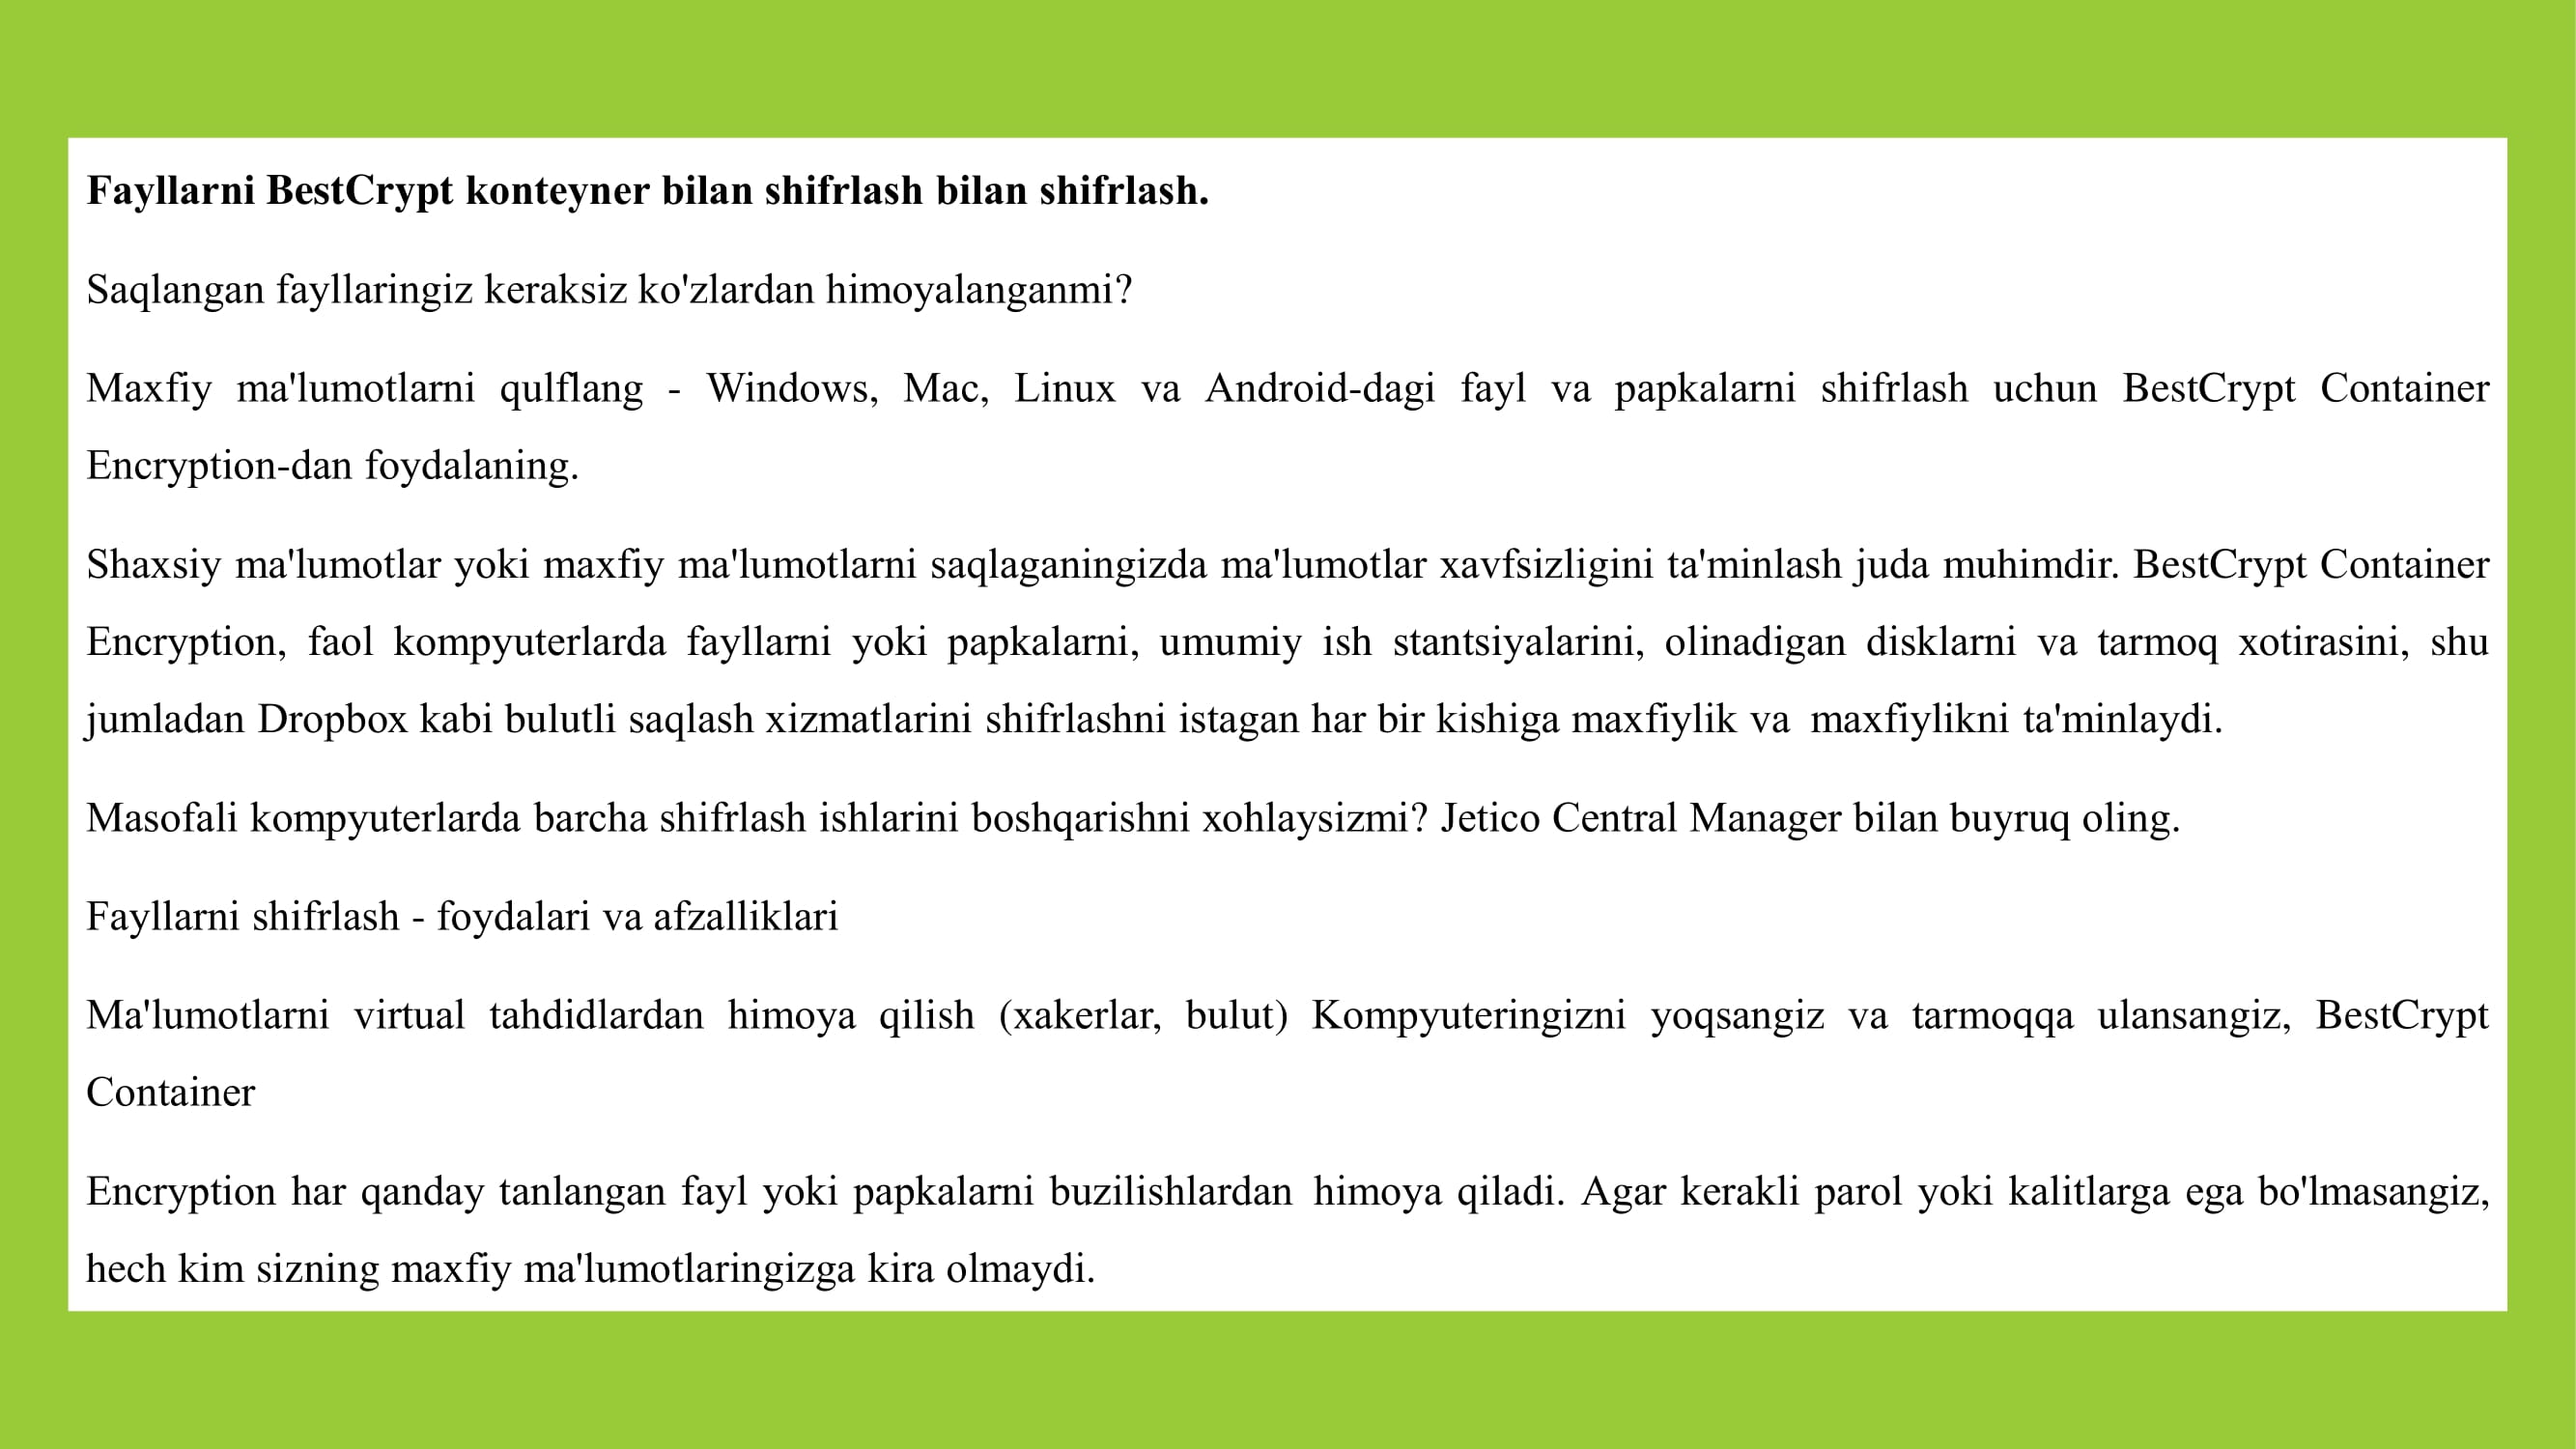 Fayllarni BestCrypt konteyner bilan shifrlash bilan shifrlash.
Saqlangan fayllaringiz keraksiz ko'zlardan himoyalanganmi?
Maxfiy ma'lumotlarni qulflang - Windows, Mac, Linux va Android-dagi fayl va papkalarni shifrlash uchun BestCrypt Container
Encryption-dan foydalaning.
Shaxsiy ma'lumotlar yoki maxfiy ma'lumotlarni saqlaganingizda ma'lumotlar xavfsizligini ta'minlash juda muhimdir. BestCrypt Container
Encryption, faol kompyuterlarda fayllarni yoki papkalarni, umumiy ish stantsiyalarini, olinadigan disklarni va tarmoq xotirasini, shu
jumladan Dropbox kabi bulutli saqlash xizmatlarini shifrlashni istagan har bir kishiga maxfiylik va maxfiylikni ta'minlaydi.
Masofali kompyuterlarda barcha shifrlash ishlarini boshqarishni xohlaysizmi? Jetico Central Manager bilan buyruq oling.
Fayllarni shifrlash - foydalari va afzalliklari
Ma'lumotlarni virtual tahdidlardan himoya qilish (xakerlar, bulut) Kompyuteringizni yoqsangiz va tarmoqqa ulansangiz, BestCrypt
Container
Encryption har qanday tanlangan fayl yoki papkalarni buzilishlardan himoya qiladi. Agar kerakli parol yoki kalitlarga ega bo'lmasangiz,
hech kim sizning maxfiy ma'lumotlaringizga kira olmaydi.